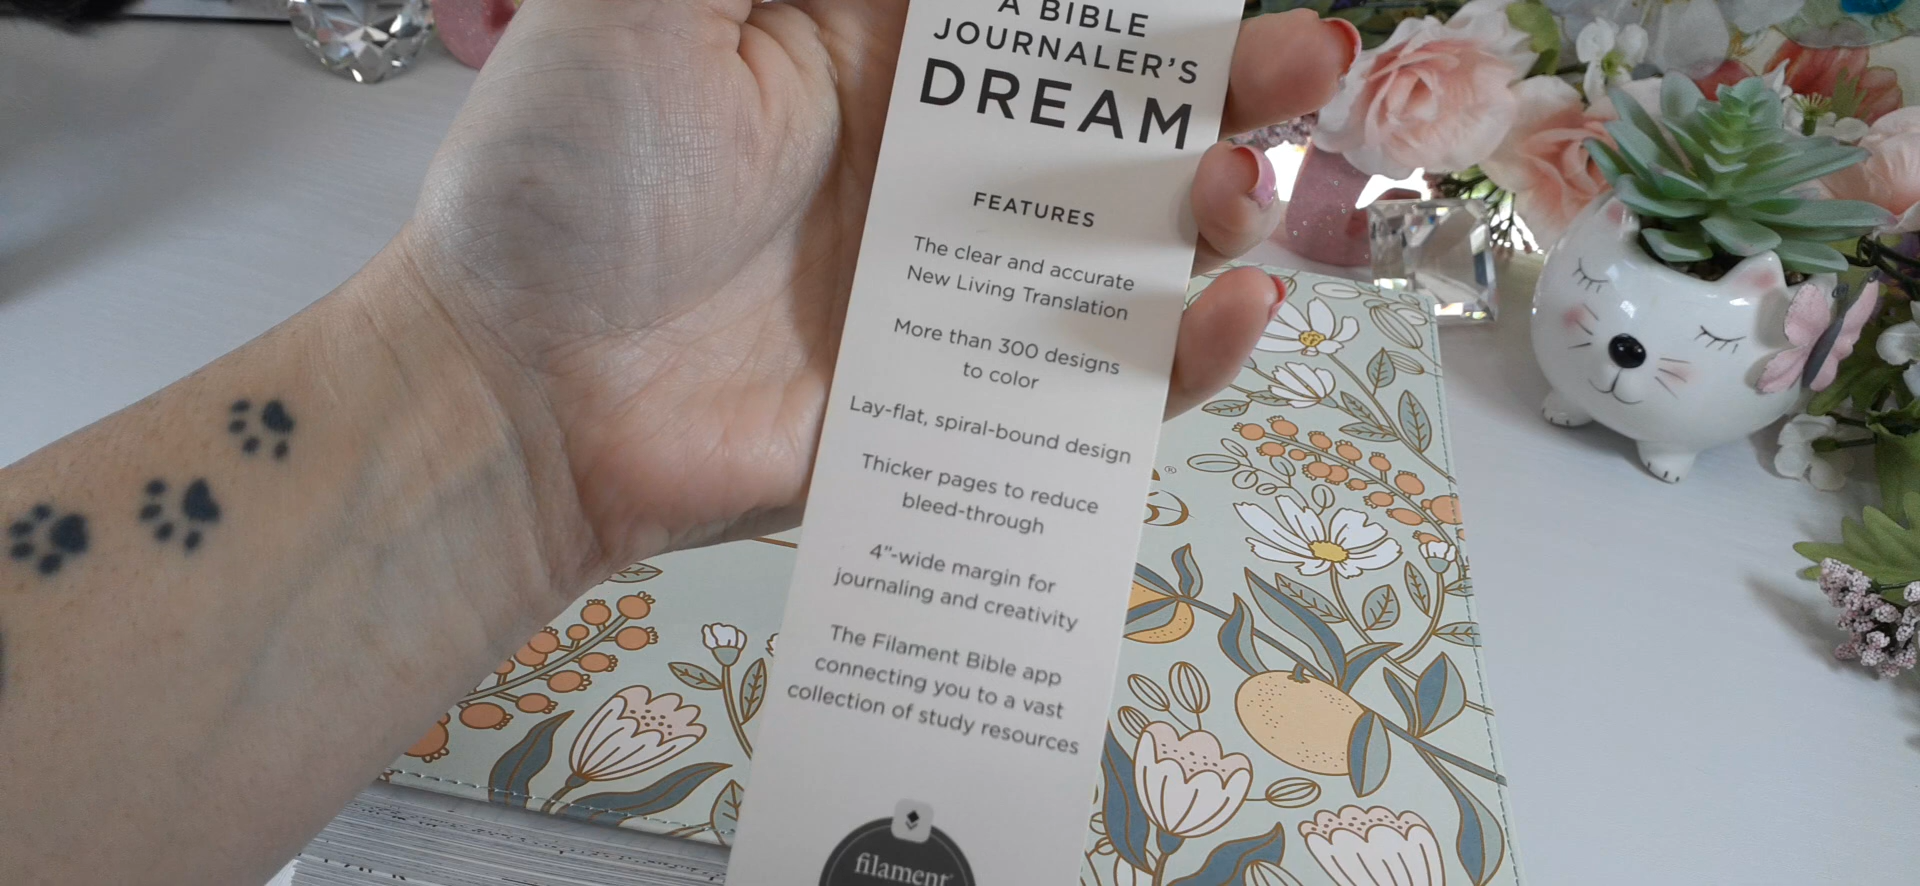 A BIBLE
JOURNALER'S
DREAM
FEATURES
The clear and accurate
New Living Translation
More than 300 designs
to color
Lay-flat, spiral-bound design
Thicker pages to reduce
bleed-through
4"-wide margin for
journaling and creativity
The Filament Bible app
connecting you to a vast
collection of study resources
filament
®